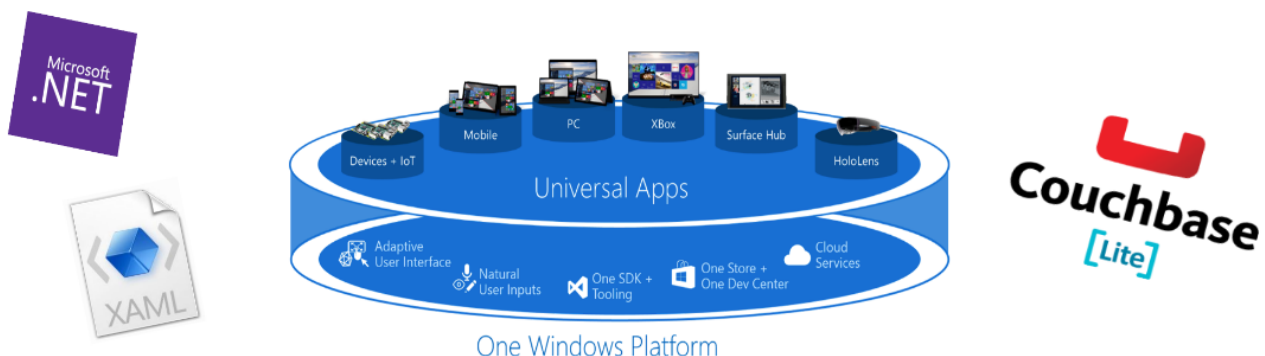 Microsoft
.NET
XAML
Devices + IoT
Mobile
PC
XBox
Surface Hub
HoloLens
Universal Apps
Adaptive
User Interface
Natural
User Inputs
One SDK +
Tooling
One Store +
One Dev Center
Cloud
Services
One Windows Platform
Couchbase
[Lite]